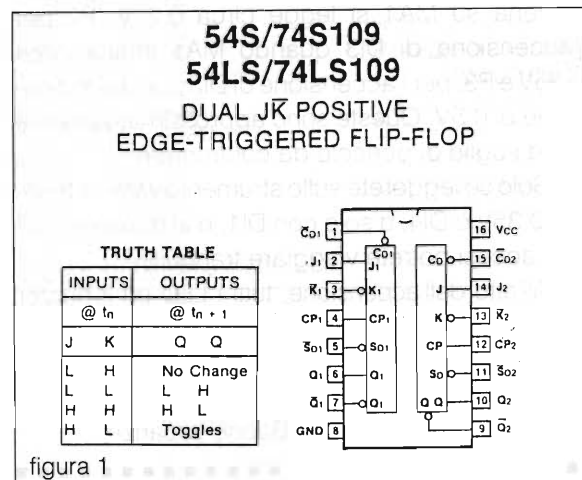 54S/74S109
54LS/74LS109
DUAL JK̅ POSITIVE
EDGE-TRIGGERED FLIP-FLOP
TRUTH TABLE
INPUTS OUTPUTS
@ tn @ tn + 1
J K Q Q
L H No Change
L L L H
H H H L
H L Toggles
C̅D1 1
J1 2
K̅1 3
CP1 4
S̅D1 5
Q1 6
Q̅1 7
GND 8
CD1
J1
K1
CP1
SD1
Q1
Q1
CD
J
K
CP
SD
Q Q
16 VCC
15 C̅D2
14 J2
13 K̅2
12 CP2
11 S̅D2
10 Q2
9 Q̅2
figura 1